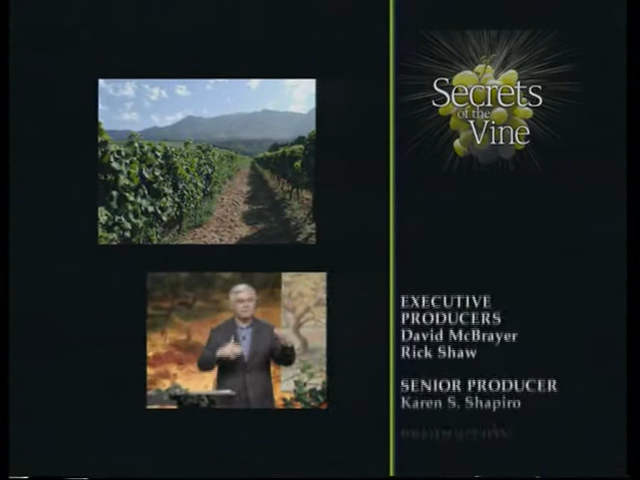 Secrets
of the
Vine
EXECUTIVE
PRODUCERS
David McBrayer
Rick Shaw
SENIOR PRODUCER
Karen S. Shapiro